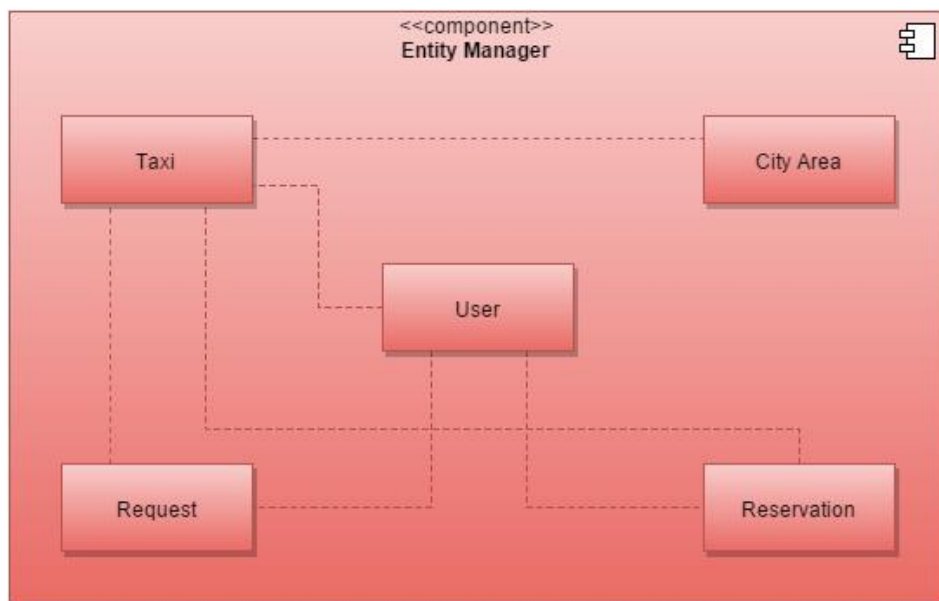 <<component>>
Entity Manager
Taxi
City Area
User
Request
Reservation